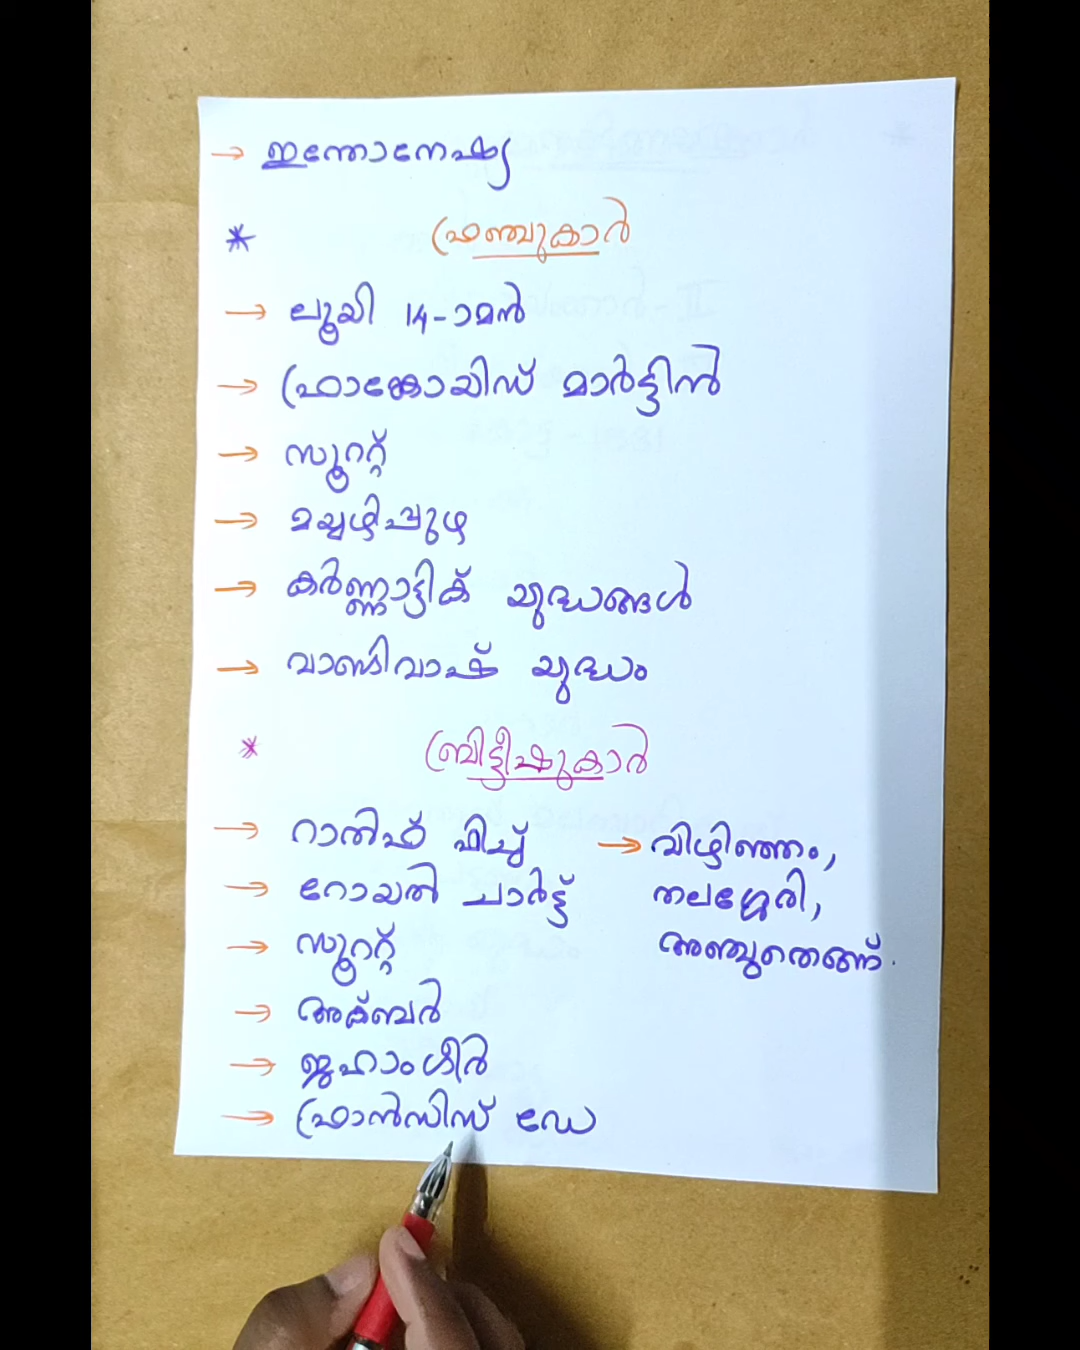 → ഇന്തോനേഷ്യ
* ഫ്രഞ്ചുകാർ
→ ലൂയി 14-ാമൻ
→ ഫ്രാങ്കോയിസ് മാർട്ടിൻ
→ സൂററ്റ്
→ മയ്യഴിപ്പുഴ
→ കർണ്ണാട്ടിക് യുദ്ധങ്ങൾ
→ വാണ്ടിവാഷ് യുദ്ധം
* ബ്രിട്ടീഷുകാർ
→ റാൽഫ് ഫിച്ച്
→ റോയൽ ചാർട്ട്
→ സൂററ്റ്
→ അക്ബർ
→ ജഹാംഗീർ
→ ഫ്രാൻസിസ് ഡേ
→ വിഴിഞ്ഞം,
തലശ്ശേരി,
അഞ്ചുതെങ്ങ്.